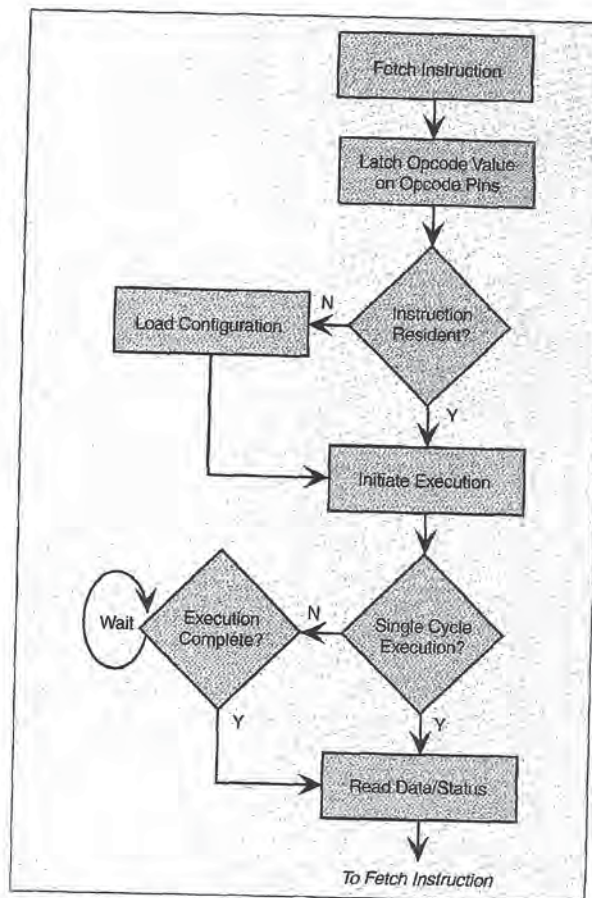 Fetch Instruction
Latch Opcode Value
on Opcode Pins
Instruction
Resident?
N
Load Configuration
Y
Initiate Execution
Single Cycle
Execution?
N
Execution
Complete?
Wait
Y
Y
Read Data/Status
To Fetch Instruction